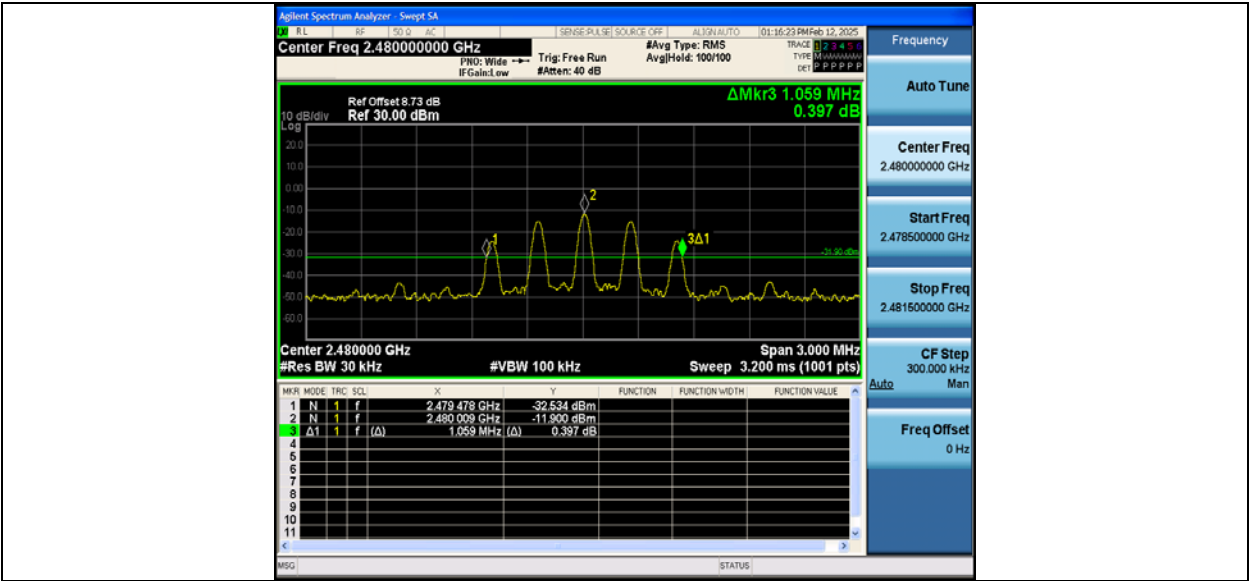 Agilent Spectrum Analyzer - Swept SA
RL RF 50 Ω AC SENSE:PULSE SOURCE OFF ALIGN AUTO 01:16:23 PM Feb 12, 2025
Center Freq 2.480000000 GHz #Avg Type: RMS TRACE 1 2 3 4 5 6
PNO: Wide Trig: Free Run Avg|Hold: 100/100 TYPE M
IFGain:Low #Atten: 40 dB DET P P P P P P
ΔMkr3 1.059 MHz
0.397 dB
Ref Offset 8.73 dB
10 dB/div Ref 30.00 dBm
Log
20.0
10.0
0.00
-10.0
-20.0
-30.0
-40.0
-50.0
-60.0
1
2
3Δ1
-31.90 dBm
Center 2.480000 GHz Span 3.000 MHz
#Res BW 30 kHz #VBW 100 kHz Sweep 3.200 ms (1001 pts)
MKR MODE TRC SCL X Y FUNCTION FUNCTION WIDTH FUNCTION VALUE
1 N 1 f 2.479 478 GHz -32.534 dBm
2 N 1 f 2.480 009 GHz -11.900 dBm
3 Δ1 1 f (Δ) 1.059 MHz (Δ) 0.397 dB
4
5
6
7
8
9
10
11
MSG STATUS
Frequency
Auto Tune
Center Freq
2.480000000 GHz
Start Freq
2.478500000 GHz
Stop Freq
2.481500000 GHz
CF Step
300.000 kHz
Auto Man
Freq Offset
0 Hz